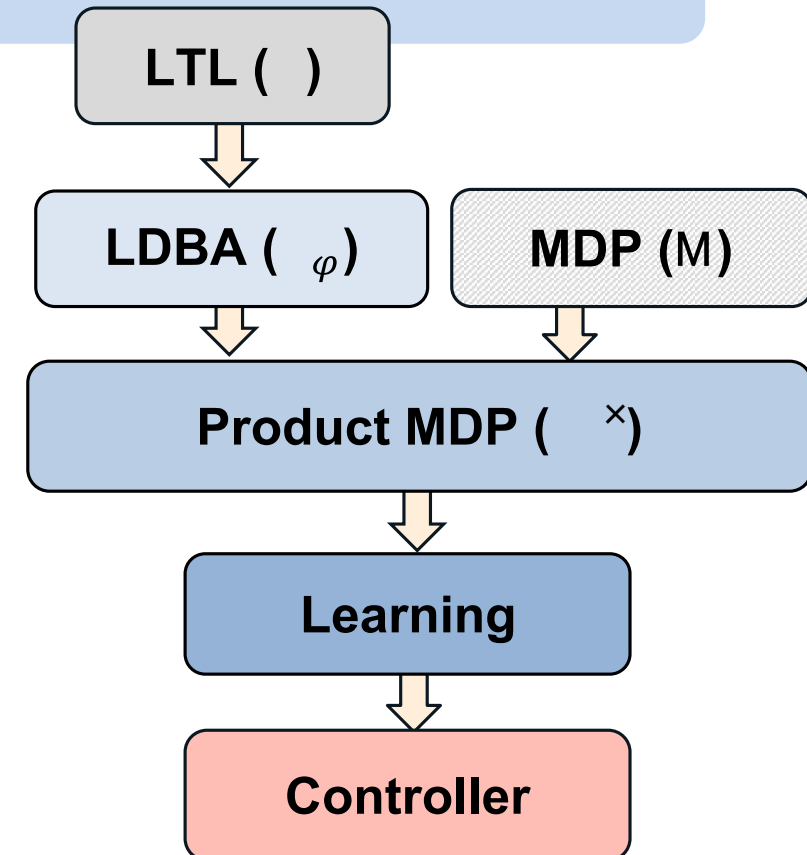 LTL ( )
LDBA ( φ)
MDP (M)
Product MDP ( ×)
Learning
Controller